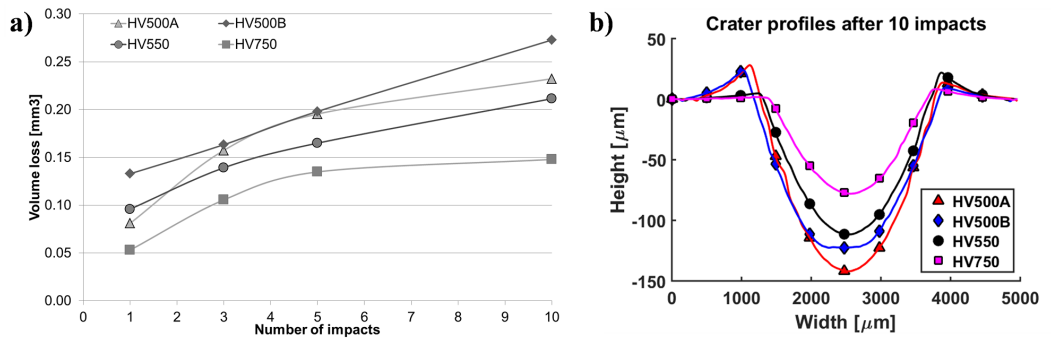 a)
HV500A HV500B
HV550 HV750
Volume loss [mm3]
0.30
0.25
0.20
0.15
0.10
0.05
0.00
0 1 2 3 4 5 6 7 8 9 10
Number of impacts
b)
Crater profiles after 10 impacts
Height [μm]
50
0
-50
-100
-150
HV500A
HV500B
HV550
HV750
0 1000 2000 3000 4000 5000
Width [μm]